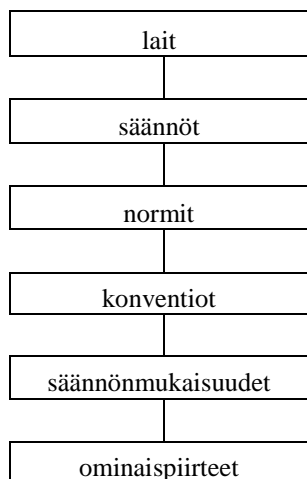 lait
säännöt
normit
konventiot
säännönmukaisuudet
ominaispiirteet